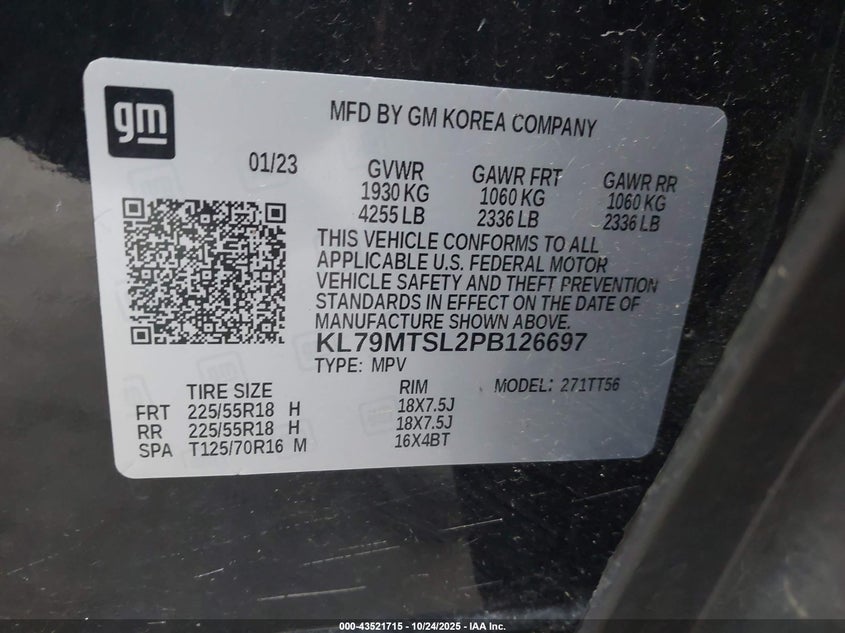 gm
MFD BY GM KOREA COMPANY
01/23
GVWR GAWR FRT GAWR RR
1930 KG 1060 KG 1060 KG
4255 LB 2336 LB 2336 LB
THIS VEHICLE CONFORMS TO ALL
APPLICABLE U.S. FEDERAL MOTOR
VEHICLE SAFETY AND THEFT PREVENTION
STANDARDS IN EFFECT ON THE DATE OF
MANUFACTURE SHOWN ABOVE.
KL79MTSL2PB126697
TYPE: MPV
TIRE SIZE RIM MODEL: 271TT56
FRT 225/55R18 H 18X7.5J
RR 225/55R18 H 18X7.5J
SPA T125/70R16 M 16X4BT
000-43521715 - 10/24/2025 - IAA Inc.